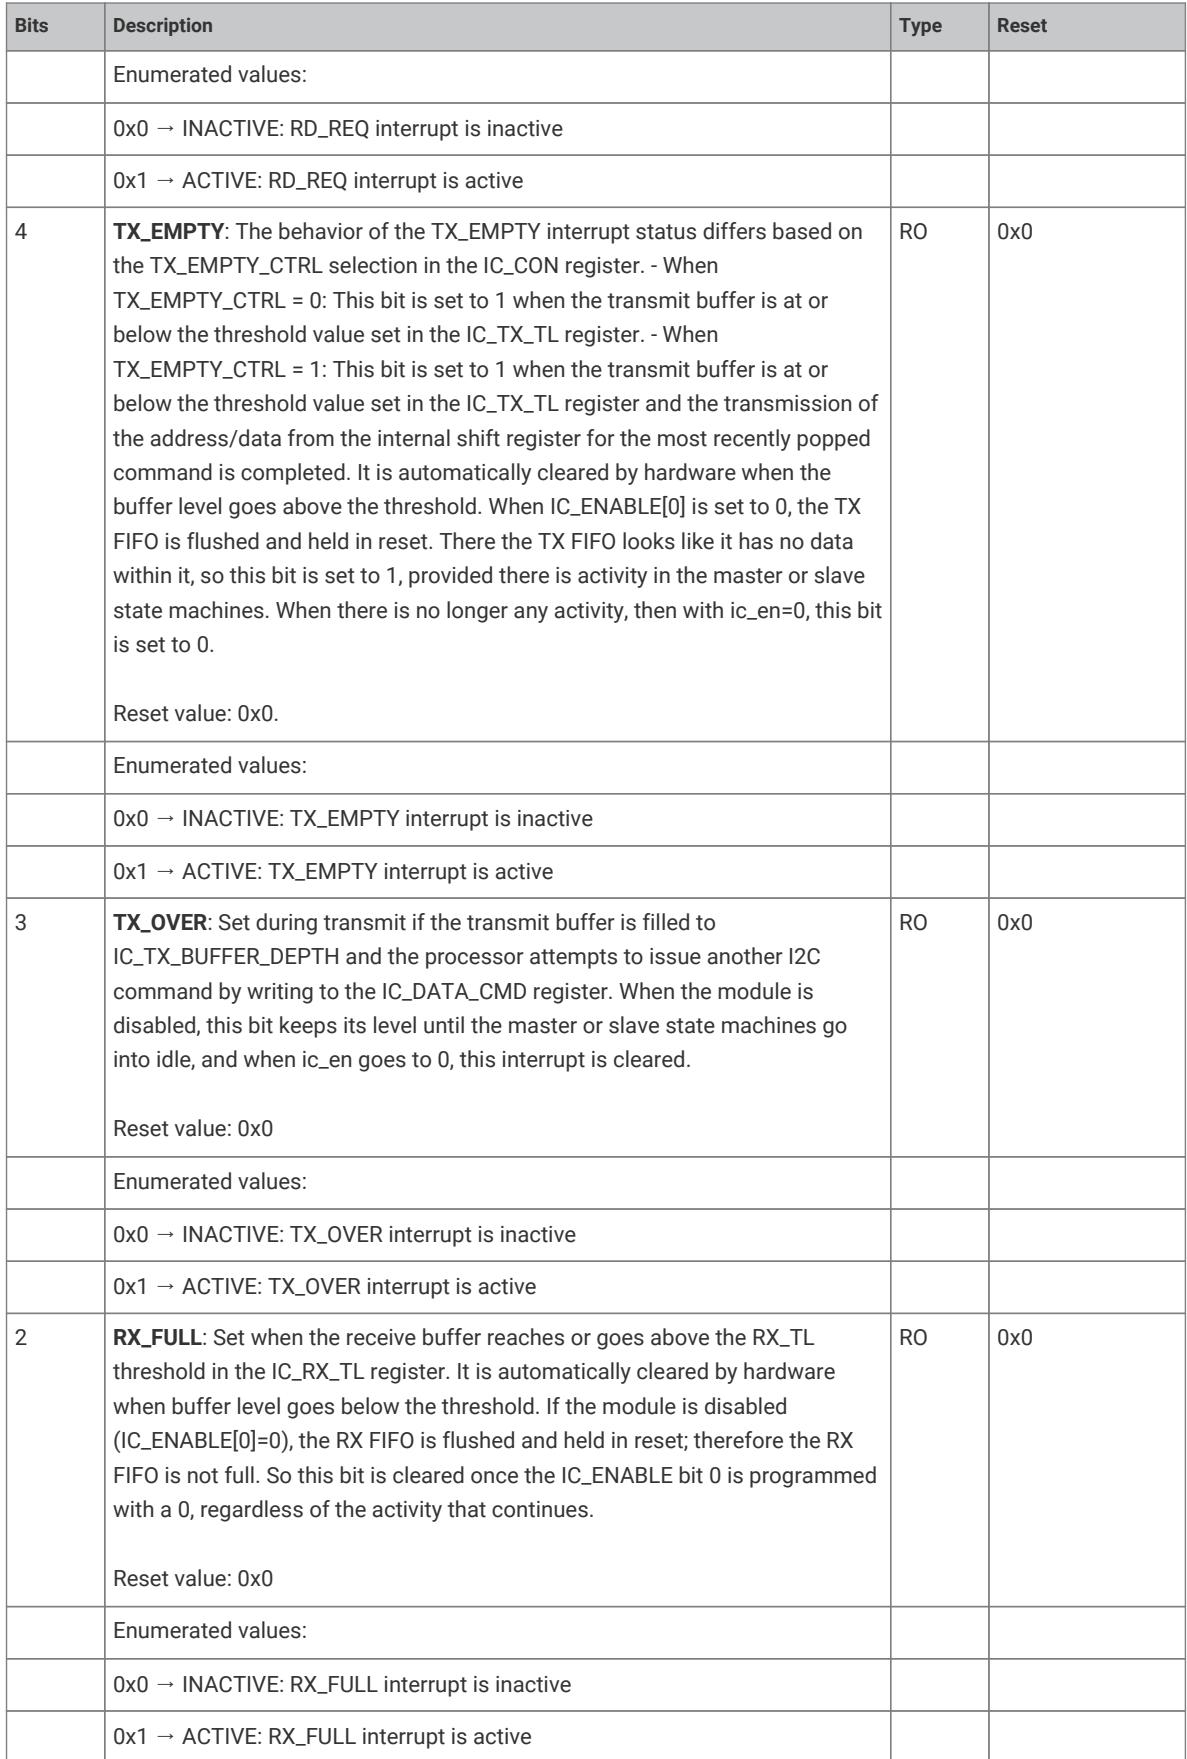 Bits Description Type Reset
Enumerated values:
0x0 → INACTIVE: RD_REQ interrupt is inactive
0x1 → ACTIVE: RD_REQ interrupt is active
4 TX_EMPTY: The behavior of the TX_EMPTY interrupt status differs based on RO 0x0
the TX_EMPTY_CTRL selection in the IC_CON register. - When
TX_EMPTY_CTRL = 0: This bit is set to 1 when the transmit buffer is at or
below the threshold value set in the IC_TX_TL register. - When
TX_EMPTY_CTRL = 1: This bit is set to 1 when the transmit buffer is at or
below the threshold value set in the IC_TX_TL register and the transmission of
the address/data from the internal shift register for the most recently popped
command is completed. It is automatically cleared by hardware when the
buffer level goes above the threshold. When IC_ENABLE[0] is set to 0, the TX
FIFO is flushed and held in reset. There the TX FIFO looks like it has no data
within it, so this bit is set to 1, provided there is activity in the master or slave
state machines. When there is no longer any activity, then with ic_en=0, this bit
is set to 0.
Reset value: 0x0.
Enumerated values:
0x0 → INACTIVE: TX_EMPTY interrupt is inactive
0x1 → ACTIVE: TX_EMPTY interrupt is active
3 TX_OVER: Set during transmit if the transmit buffer is filled to RO 0x0
IC_TX_BUFFER_DEPTH and the processor attempts to issue another I2C
command by writing to the IC_DATA_CMD register. When the module is
disabled, this bit keeps its level until the master or slave state machines go
into idle, and when ic_en goes to 0, this interrupt is cleared.
Reset value: 0x0
Enumerated values:
0x0 → INACTIVE: TX_OVER interrupt is inactive
0x1 → ACTIVE: TX_OVER interrupt is active
2 RX_FULL: Set when the receive buffer reaches or goes above the RX_TL RO 0x0
threshold in the IC_RX_TL register. It is automatically cleared by hardware
when buffer level goes below the threshold. If the module is disabled
(IC_ENABLE[0]=0), the RX FIFO is flushed and held in reset; therefore the RX
FIFO is not full. So this bit is cleared once the IC_ENABLE bit 0 is programmed
with a 0, regardless of the activity that continues.
Reset value: 0x0
Enumerated values:
0x0 → INACTIVE: RX_FULL interrupt is inactive
0x1 → ACTIVE: RX_FULL interrupt is active